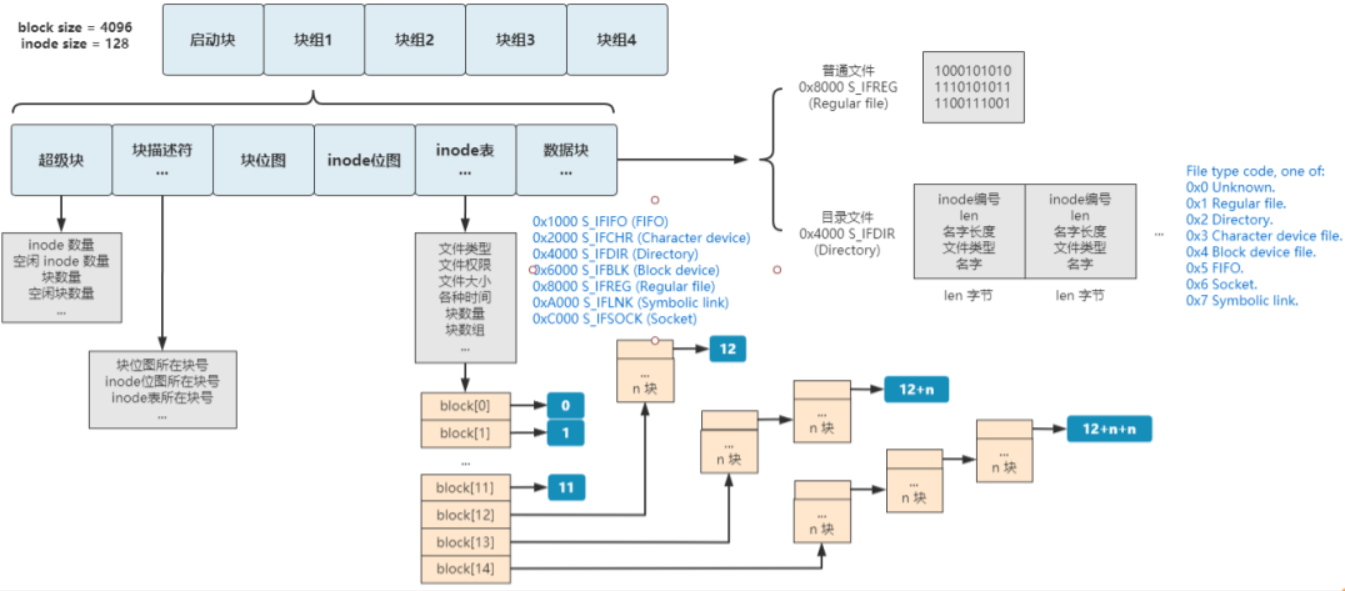 block size = 4096
inode size = 128
启动块
块组1
块组2
块组3
块组4
超级块
块描述符
...
块位图
inode位图
inode表
...
数据块
...
inode 数量
空闲 inode 数量
块数量
空闲块数量
...
块位图所在块号
inode位图所在块号
inode表所在块号
...
文件类型
文件权限
文件大小
各种时间
块数量
块数组
...
0x1000 S_IFIFO (FIFO)
0x2000 S_IFCHR (Character device)
0x4000 S_IFDIR (Directory)
0x6000 S_IFBLK (Block device)
0x8000 S_IFREG (Regular file)
0xA000 S_IFLNK (Symbolic link)
0xC000 S_IFSOCK (Socket)
普通文件
0x8000 S_IFREG
(Regular file)
1000101010
1110101011
1100111001
目录文件
0x4000 S_IFDIR
(Directory)
inode编号
len
名字长度
文件类型
名字
len 字节
inode编号
len
名字长度
文件类型
名字
len 字节
...
File type code, one of:
0x0 Unknown.
0x1 Regular file.
0x2 Directory.
0x3 Character device file.
0x4 Block device file.
0x5 FIFO.
0x6 Socket.
0x7 Symbolic link.
block[0]
0
block[1]
1
...
block[11]
11
block[12]
block[13]
block[14]
...
n 块
12
...
n 块
...
n 块
12+n
...
n 块
...
n 块
...
n 块
12+n+n